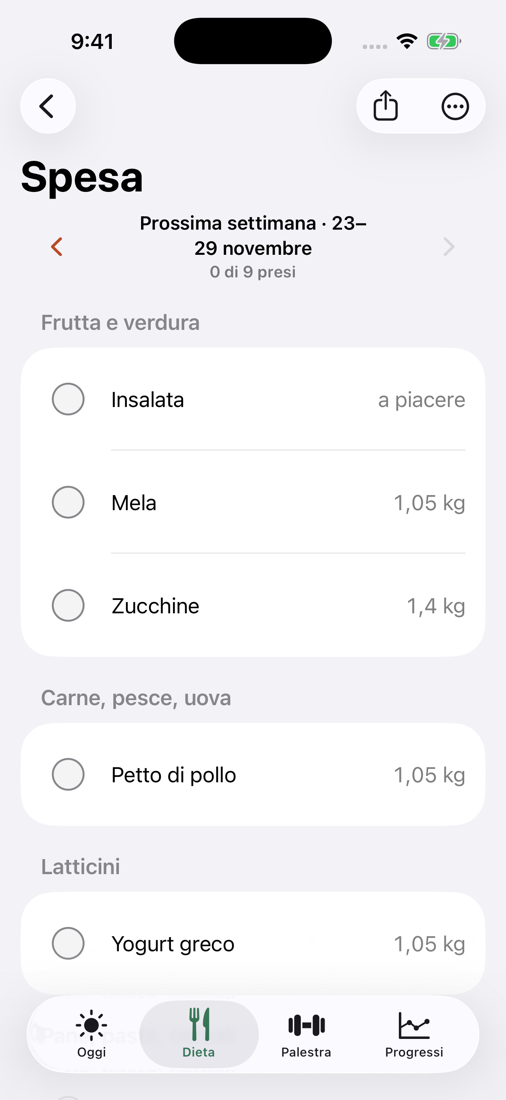 9:41
Spesa
Prossima settimana · 23–
29 novembre
0 di 9 presi
Frutta e verdura
Insalata a piacere
Mela 1,05 kg
Zucchine 1,4 kg
Carne, pesce, uova
Petto di pollo 1,05 kg
Latticini
Yogurt greco 1,05 kg
Oggi Dieta Palestra Progressi